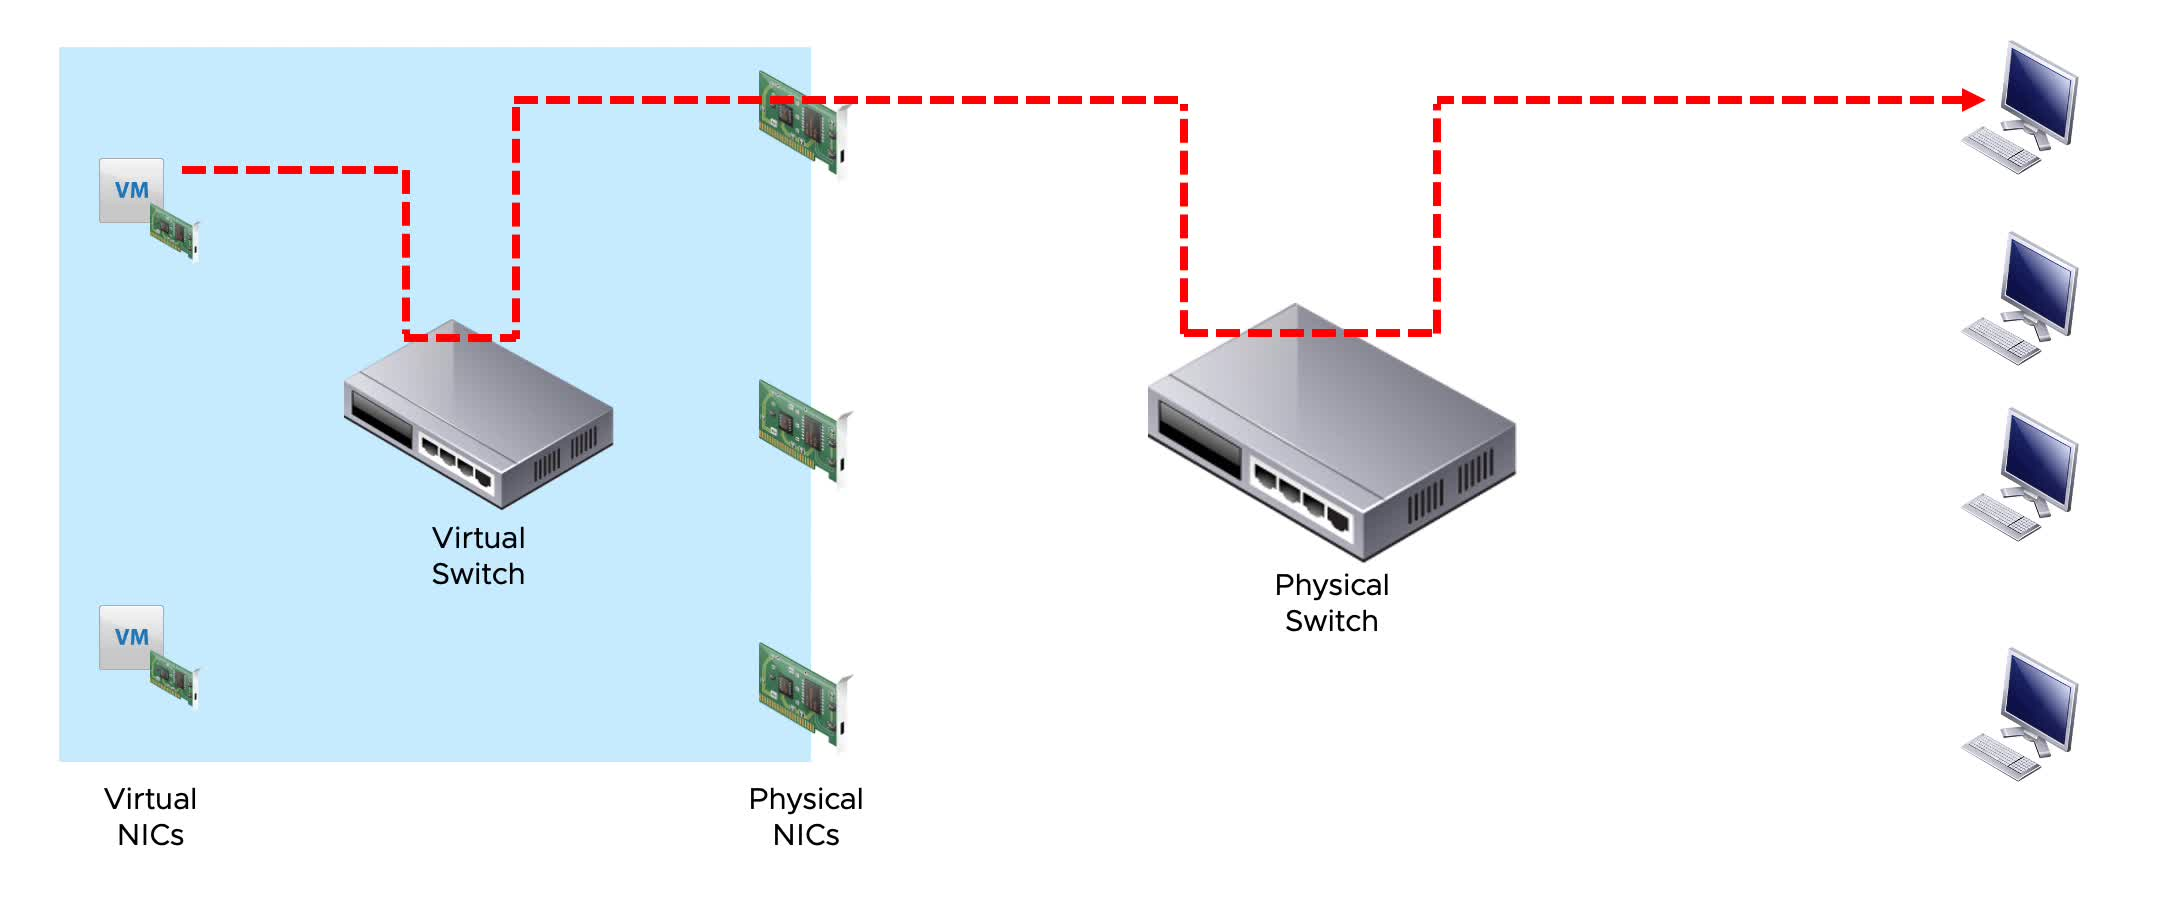 VM
Virtual
Switch
Physical
Switch
VM
Virtual
NICs
Physical
NICs